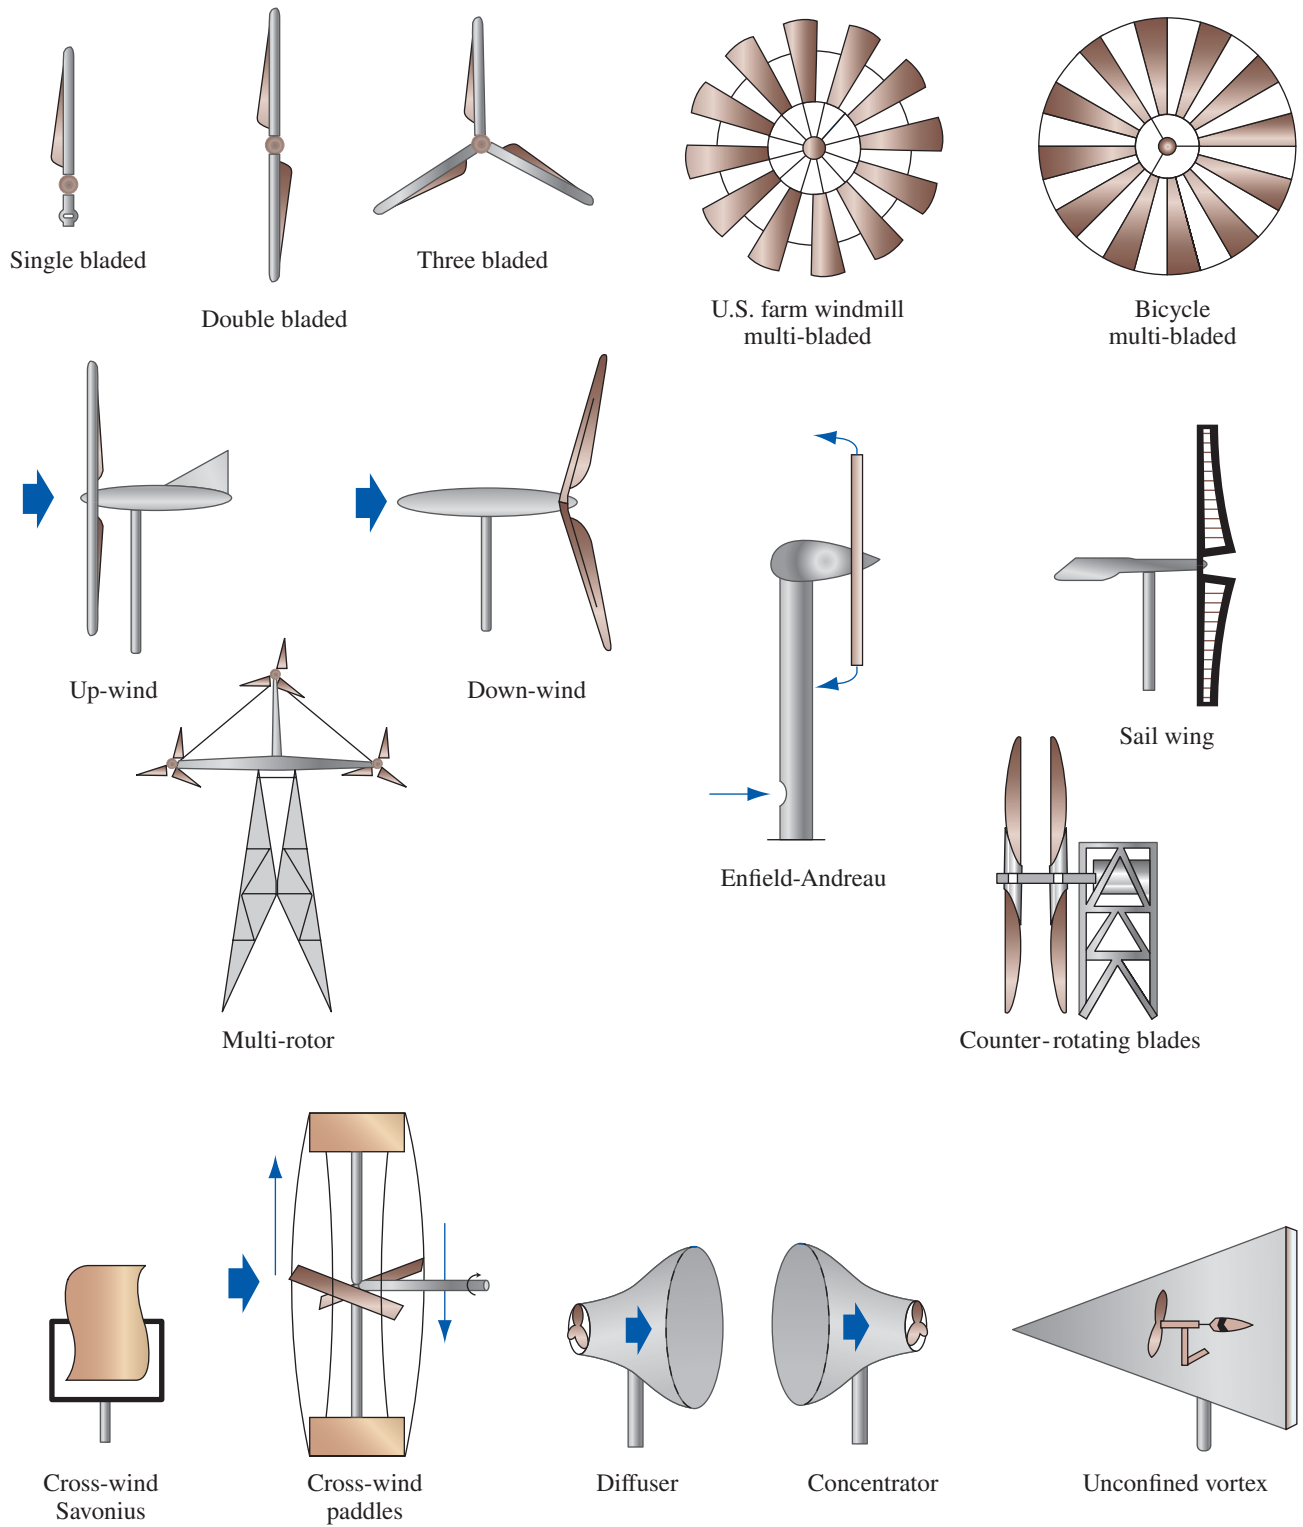 Single bladed
Double bladed
Three bladed
U.S. farm windmill
multi-bladed
Bicycle
multi-bladed
Up-wind
Down-wind
Enfield-Andreau
Sail wing
Multi-rotor
Counter-rotating blades
Cross-wind
Savonius
Cross-wind
paddles
Diffuser
Concentrator
Unconfined vortex